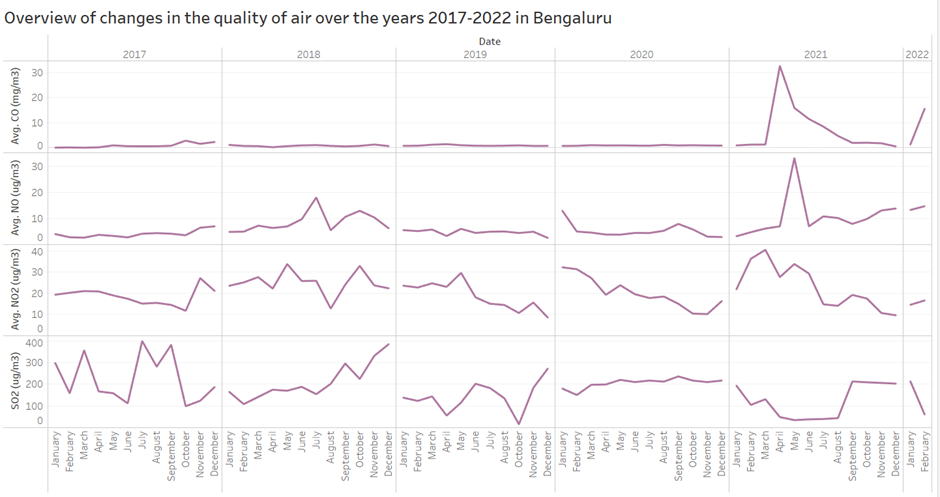 Overview of changes in the quality of air over the years 2017-2022 in Bengaluru
Date
2017 2018 2019 2020 2021 2022
Avg. CO (mg/m3)
30
20
10
0
Avg. NO (ug/m3)
30
20
10
0
Avg. NO2 (ug/m3)
40
30
20
10
0
SO2 (ug/m3)
400
300
200
100
0
January February March April May June July August September October November December January February March April May June July August September October November December January February March April May June July August September October November December January February March April May June July August September October November December January February March April May June July August September October November December January February